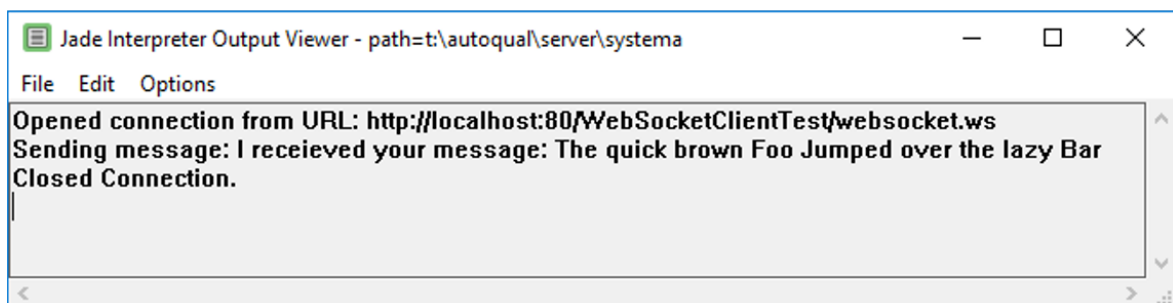 Jade Interpreter Output Viewer - path=t:\autoqual\server\systema
File Edit Options
Opened connection from URL: http://localhost:80/WebSocketClientTest/websocket.ws
Sending message: I receieved your message: The quick brown Foo Jumped over the lazy Bar
Closed Connection.